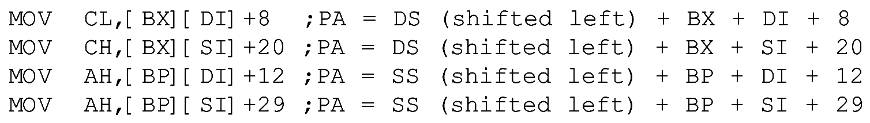 MOV CL,[BX][DI]+8 ;PA = DS (shifted left) + BX + DI + 8
MOV CH,[BX][SI]+20 ;PA = DS (shifted left) + BX + SI + 20
MOV AH,[BP][DI]+12 ;PA = SS (shifted left) + BP + DI + 12
MOV AH,[BP][SI]+29 ;PA = SS (shifted left) + BP + SI + 29